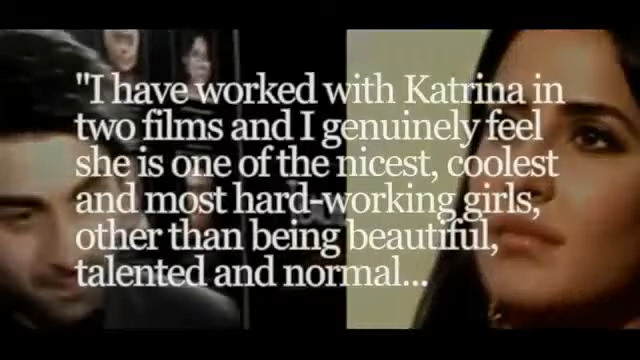 "I have worked with Katrina in
two films and I genuinely feel
she is one of the nicest, coolest
and most hard-working girls,
other than being beautiful,
talented and normal...